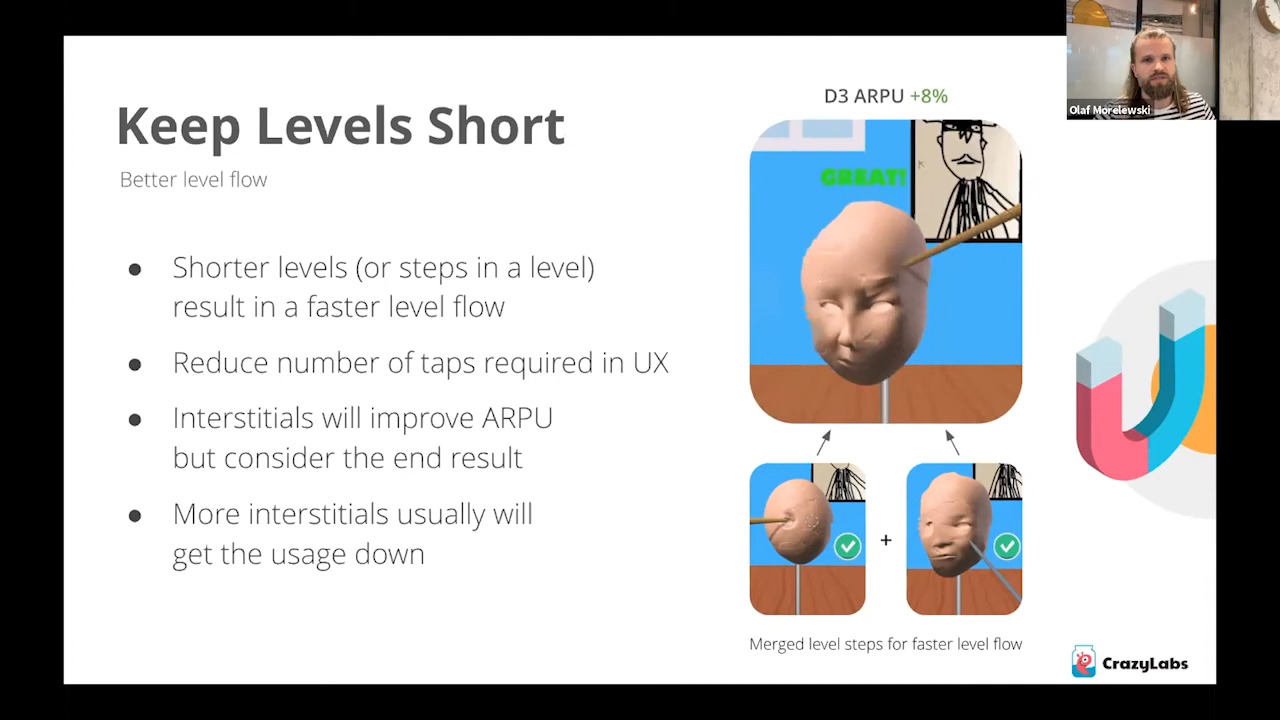 Keep Levels Short
Better level flow
● Shorter levels (or steps in a level)
result in a faster level flow
● Reduce number of taps required in UX
● Interstitials will improve ARPU
but consider the end result
● More interstitials usually will
get the usage down
D3 ARPU +8%
GREAT!
+
Merged level steps for faster level flow
CrazyLabs
Olaf Morelewski